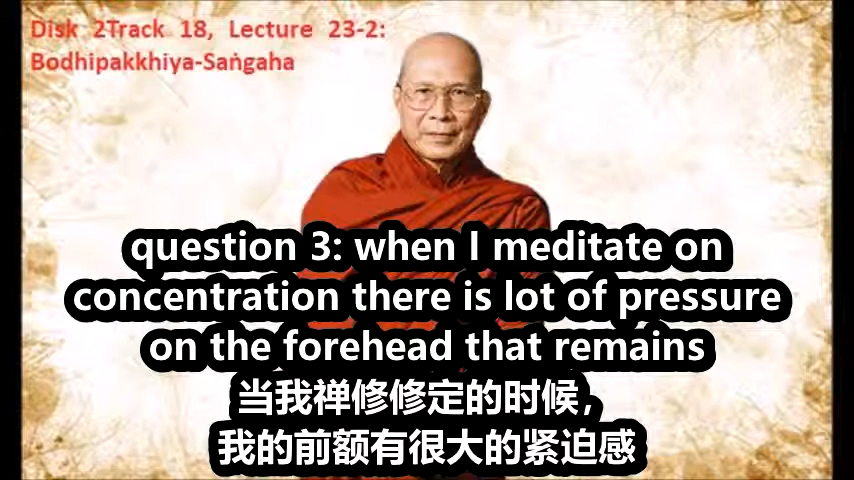 Disk 2Track 18, Lecture 23-2:
Bodhipakkhiya-Saṅgaha
question 3: when I meditate on
concentration there is lot of pressure
on the forehead that remains
当我禅修修定的时候，
我的前额有很大的紧迫感